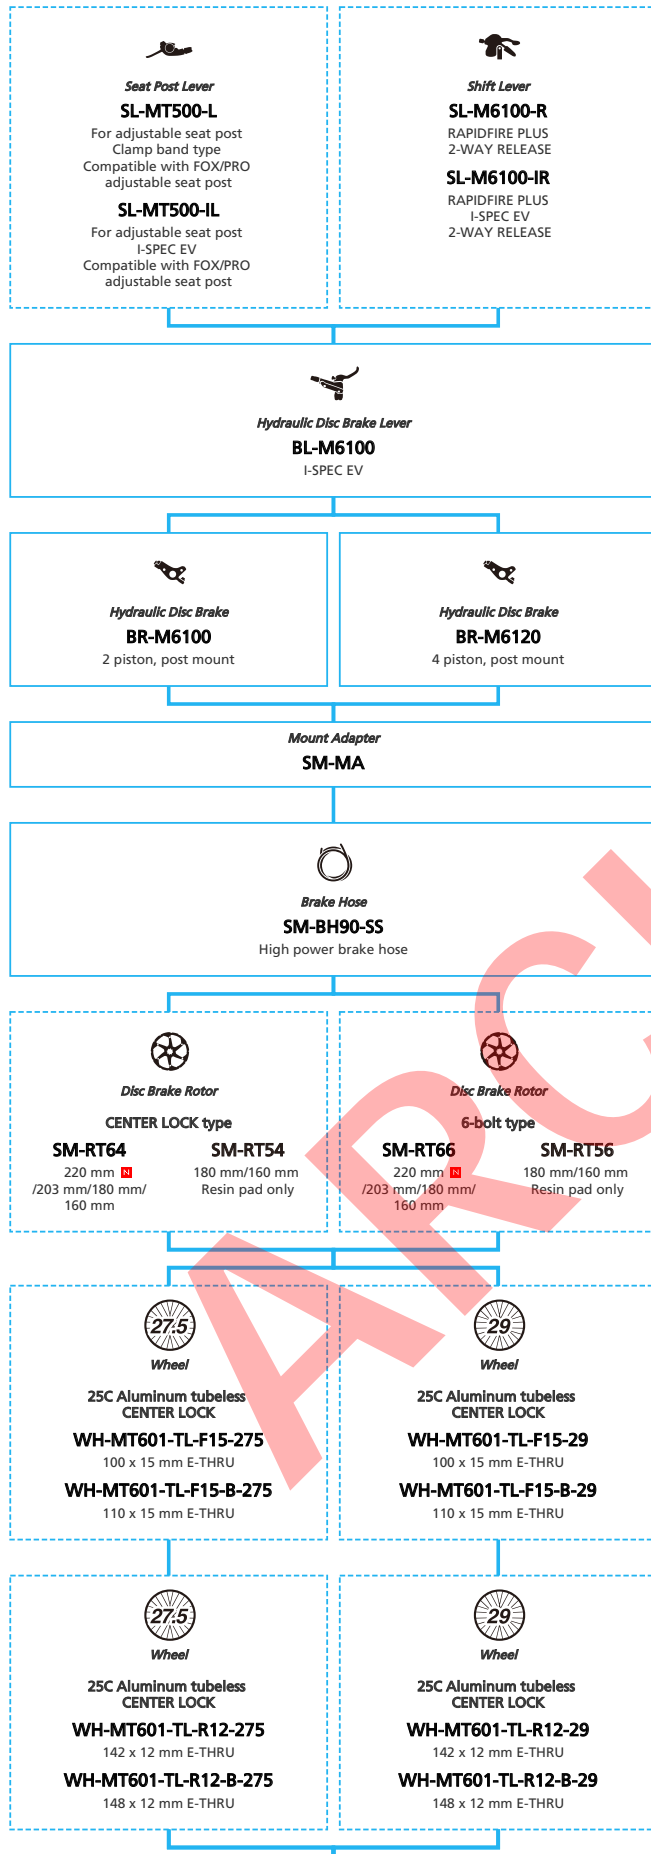 Seat Post Lever
SL-MT500-L
For adjustable seat post
Clamp band type
Compatible with FOX/PRO
adjustable seat post
SL-MT500-IL
For adjustable seat post
I-SPEC EV
Compatible with FOX/PRO
adjustable seat post
Shift Lever
SL-M6100-R
RAPIDFIRE PLUS
2-WAY RELEASE
SL-M6100-IR
RAPIDFIRE PLUS
I-SPEC EV
2-WAY RELEASE
Hydraulic Disc Brake Lever
BL-M6100
I-SPEC EV
Hydraulic Disc Brake
BR-M6100
2 piston, post mount
Hydraulic Disc Brake
BR-M6120
4 piston, post mount
Mount Adapter
SM-MA
Brake Hose
SM-BH90-SS
High power brake hose
Disc Brake Rotor
CENTER LOCK type
SM-RT64
220 mm N
/203 mm/180 mm/
160 mm
SM-RT54
180 mm/160 mm
Resin pad only
Disc Brake Rotor
6-bolt type
SM-RT66
220 mm N
/203 mm/180 mm/
160 mm
SM-RT56
180 mm/160 mm
Resin pad only
27.5
Wheel
25C Aluminum tubeless
CENTER LOCK
WH-MT601-TL-F15-275
100 x 15 mm E-THRU
WH-MT601-TL-F15-B-275
110 x 15 mm E-THRU
29
Wheel
25C Aluminum tubeless
CENTER LOCK
WH-MT601-TL-F15-29
100 x 15 mm E-THRU
WH-MT601-TL-F15-B-29
110 x 15 mm E-THRU
27.5
Wheel
25C Aluminum tubeless
CENTER LOCK
WH-MT601-TL-R12-275
142 x 12 mm E-THRU
WH-MT601-TL-R12-B-275
148 x 12 mm E-THRU
29
Wheel
25C Aluminum tubeless
CENTER LOCK
WH-MT601-TL-R12-29
142 x 12 mm E-THRU
WH-MT601-TL-R12-B-29
148 x 12 mm E-THRU
ARC